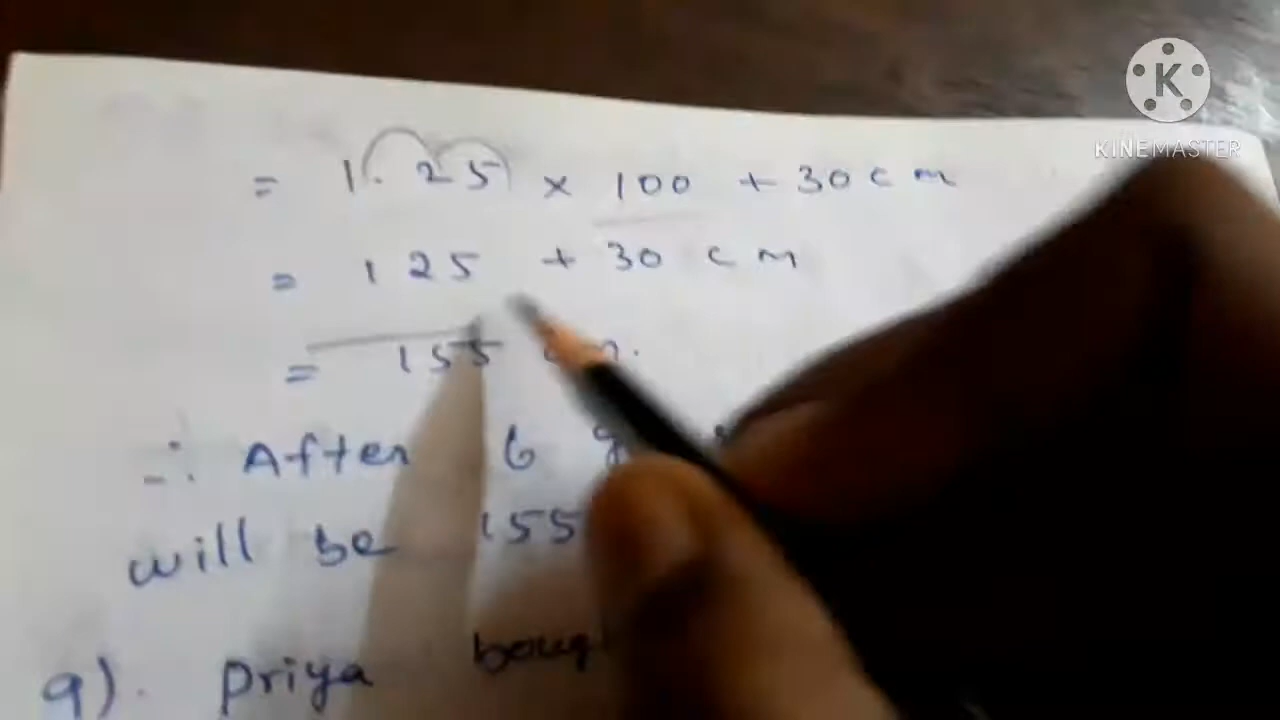 K
KINEMASTER
= 1.25 × 100 + 30 cm
= 125 + 30 cm
= 155
∴ After 6
will be 155
9). Priya